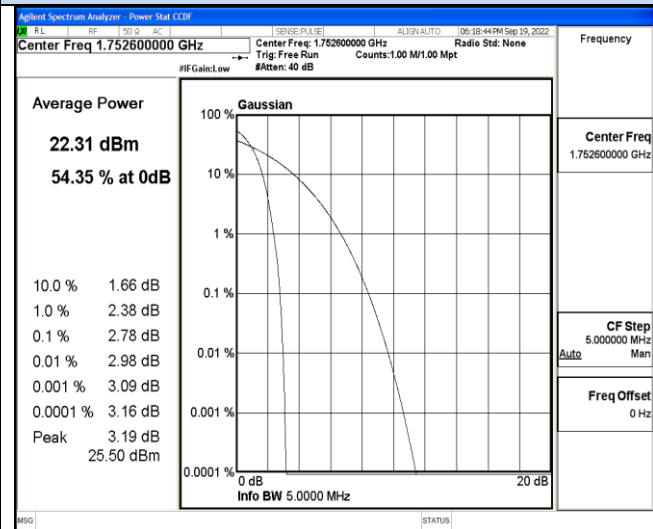 Agilent Spectrum Analyzer - Power Stat CCDF
RL RF 50 Ω AC SENSE:PULSE ALIGN AUTO 06:18:44 PM Sep 19, 2022
Center Freq 1.752600000 GHz
Center Freq: 1.752600000 GHz Radio Std: None
Trig: Free Run Counts:1.00 M/1.00 Mpt
#IFGain:Low #Atten: 40 dB
Frequency
Average Power
22.31 dBm
54.35 % at 0dB
10.0 % 1.66 dB
1.0 % 2.38 dB
0.1 % 2.78 dB
0.01 % 2.98 dB
0.001 % 3.09 dB
0.0001 % 3.16 dB
Peak 3.19 dB
25.50 dBm
Gaussian
100 %
10 %
1 %
0.1 %
0.01 %
0.001 %
0.0001 %
0 dB 20 dB
Info BW 5.0000 MHz
Center Freq
1.752600000 GHz
CF Step
5.000000 MHz
Auto Man
Freq Offset
0 Hz
MSG STATUS